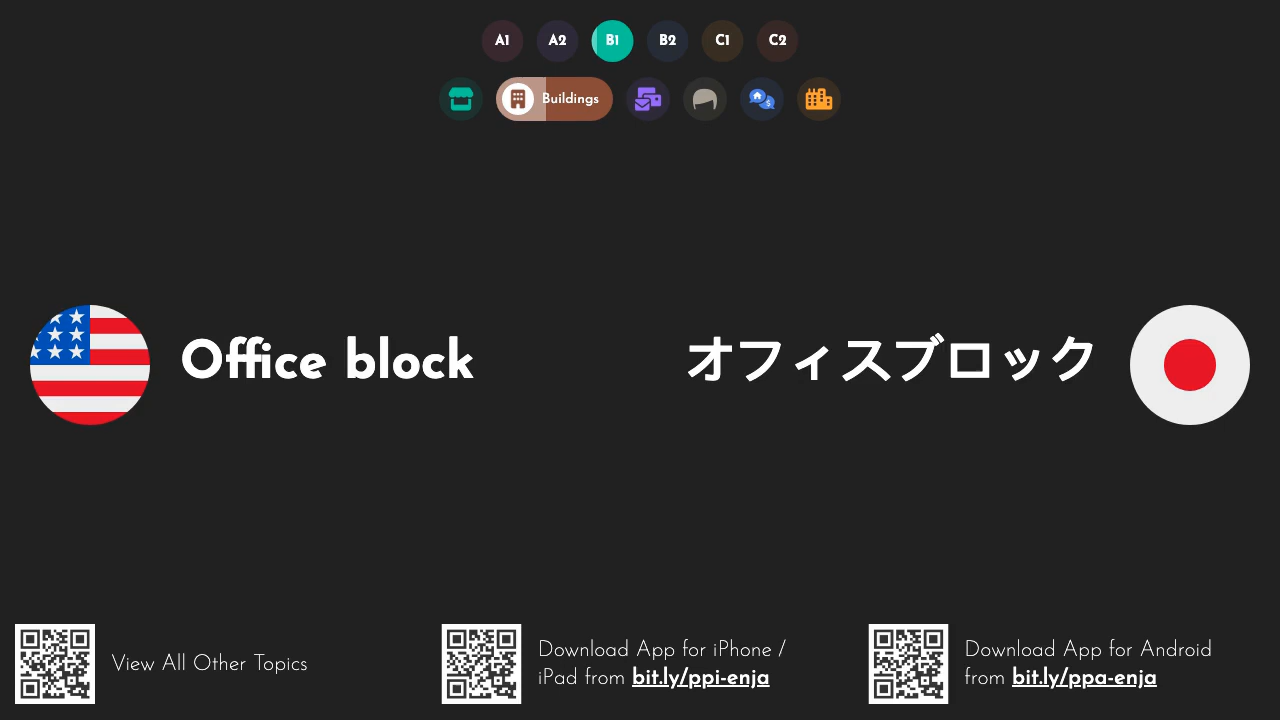 A1 A2 B1 B2 C1 C2
Buildings
Office block
オフィスブロック
View All Other Topics
Download App for iPhone /
iPad from bit.ly/ppi-enja
Download App for Android
from bit.ly/ppa-enja